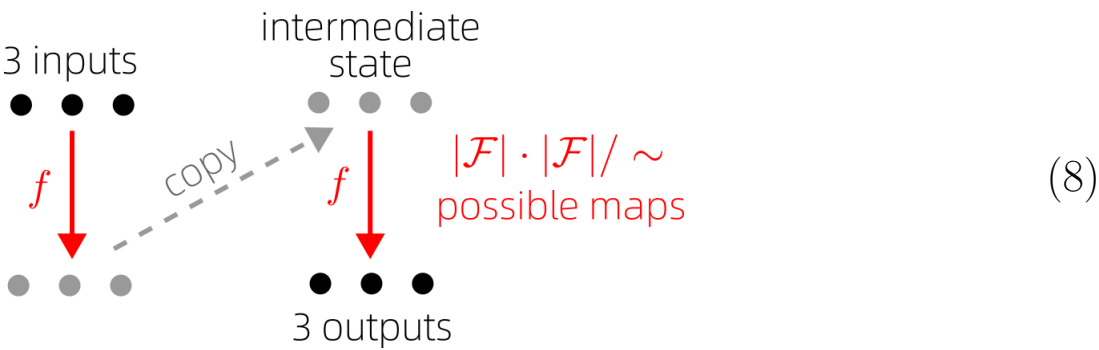 3 inputs
intermediate
state
f
copy
f
|ℱ| · |ℱ|/ ∼
possible maps
(8)
3 outputs